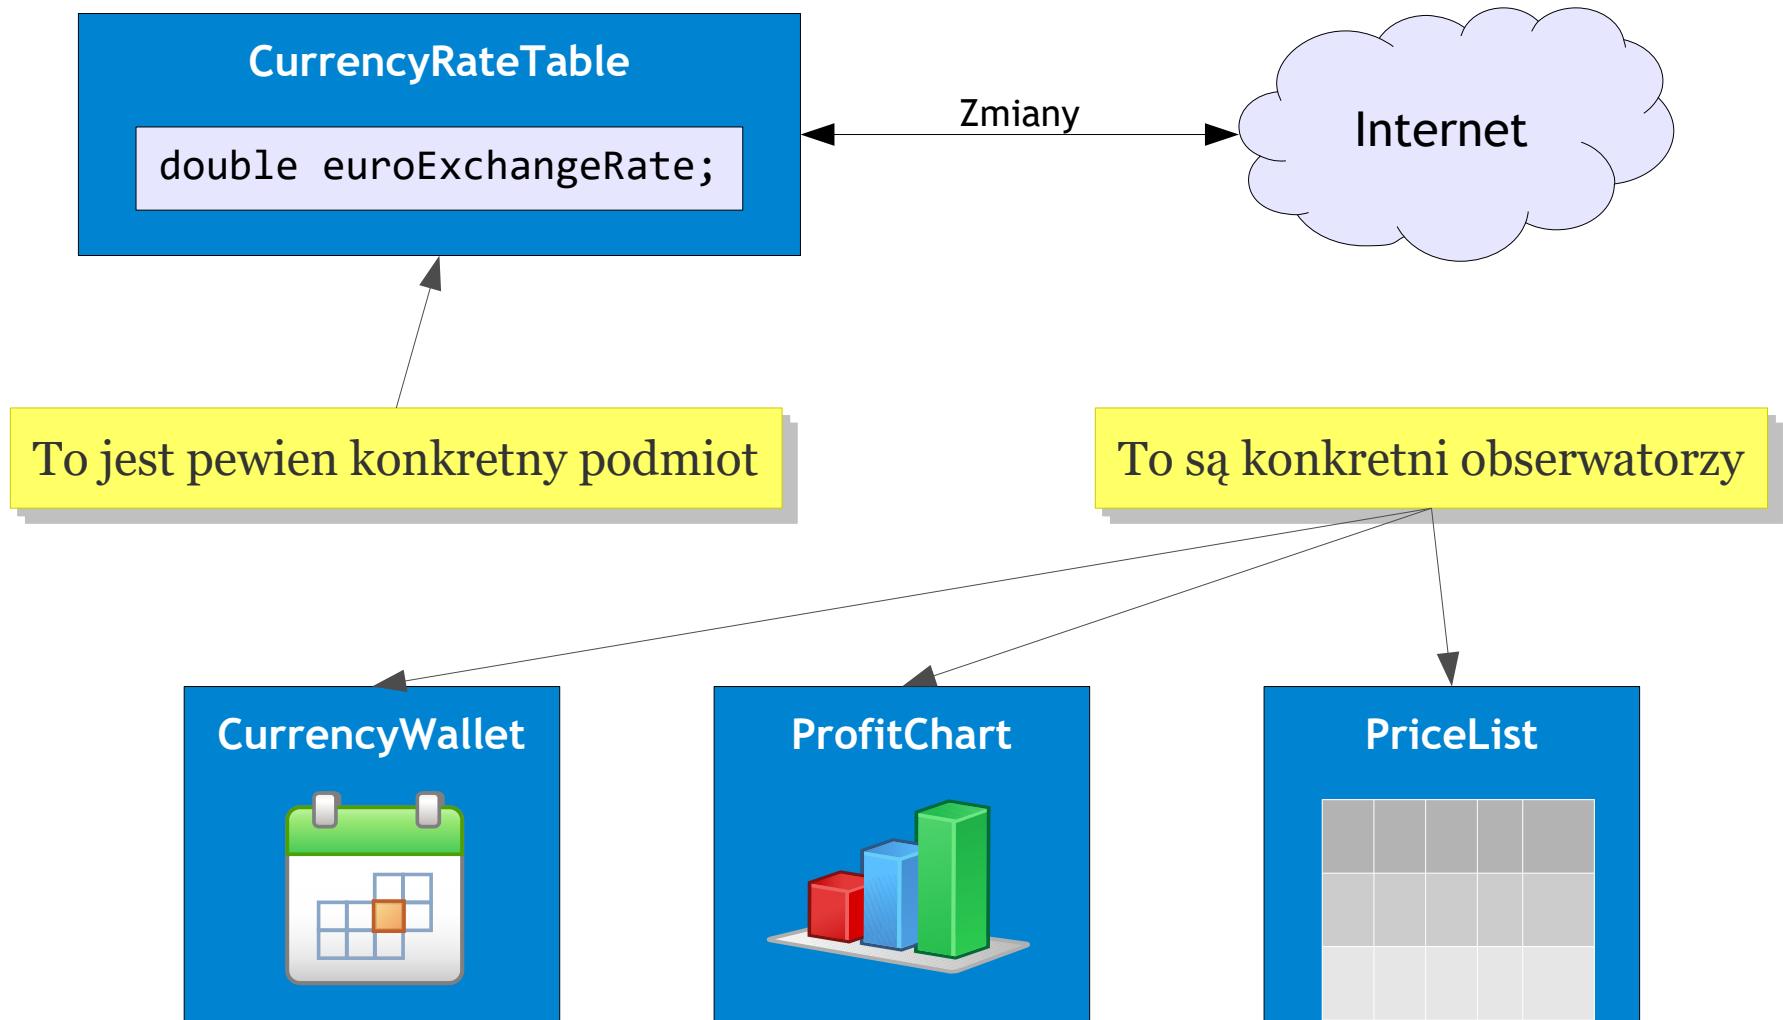 CurrencyRateTable
double euroExchangeRate;
Zmiany
Internet
To jest pewien konkretny podmiot
To są konkretni obserwatorzy
CurrencyWallet
ProfitChart
PriceList